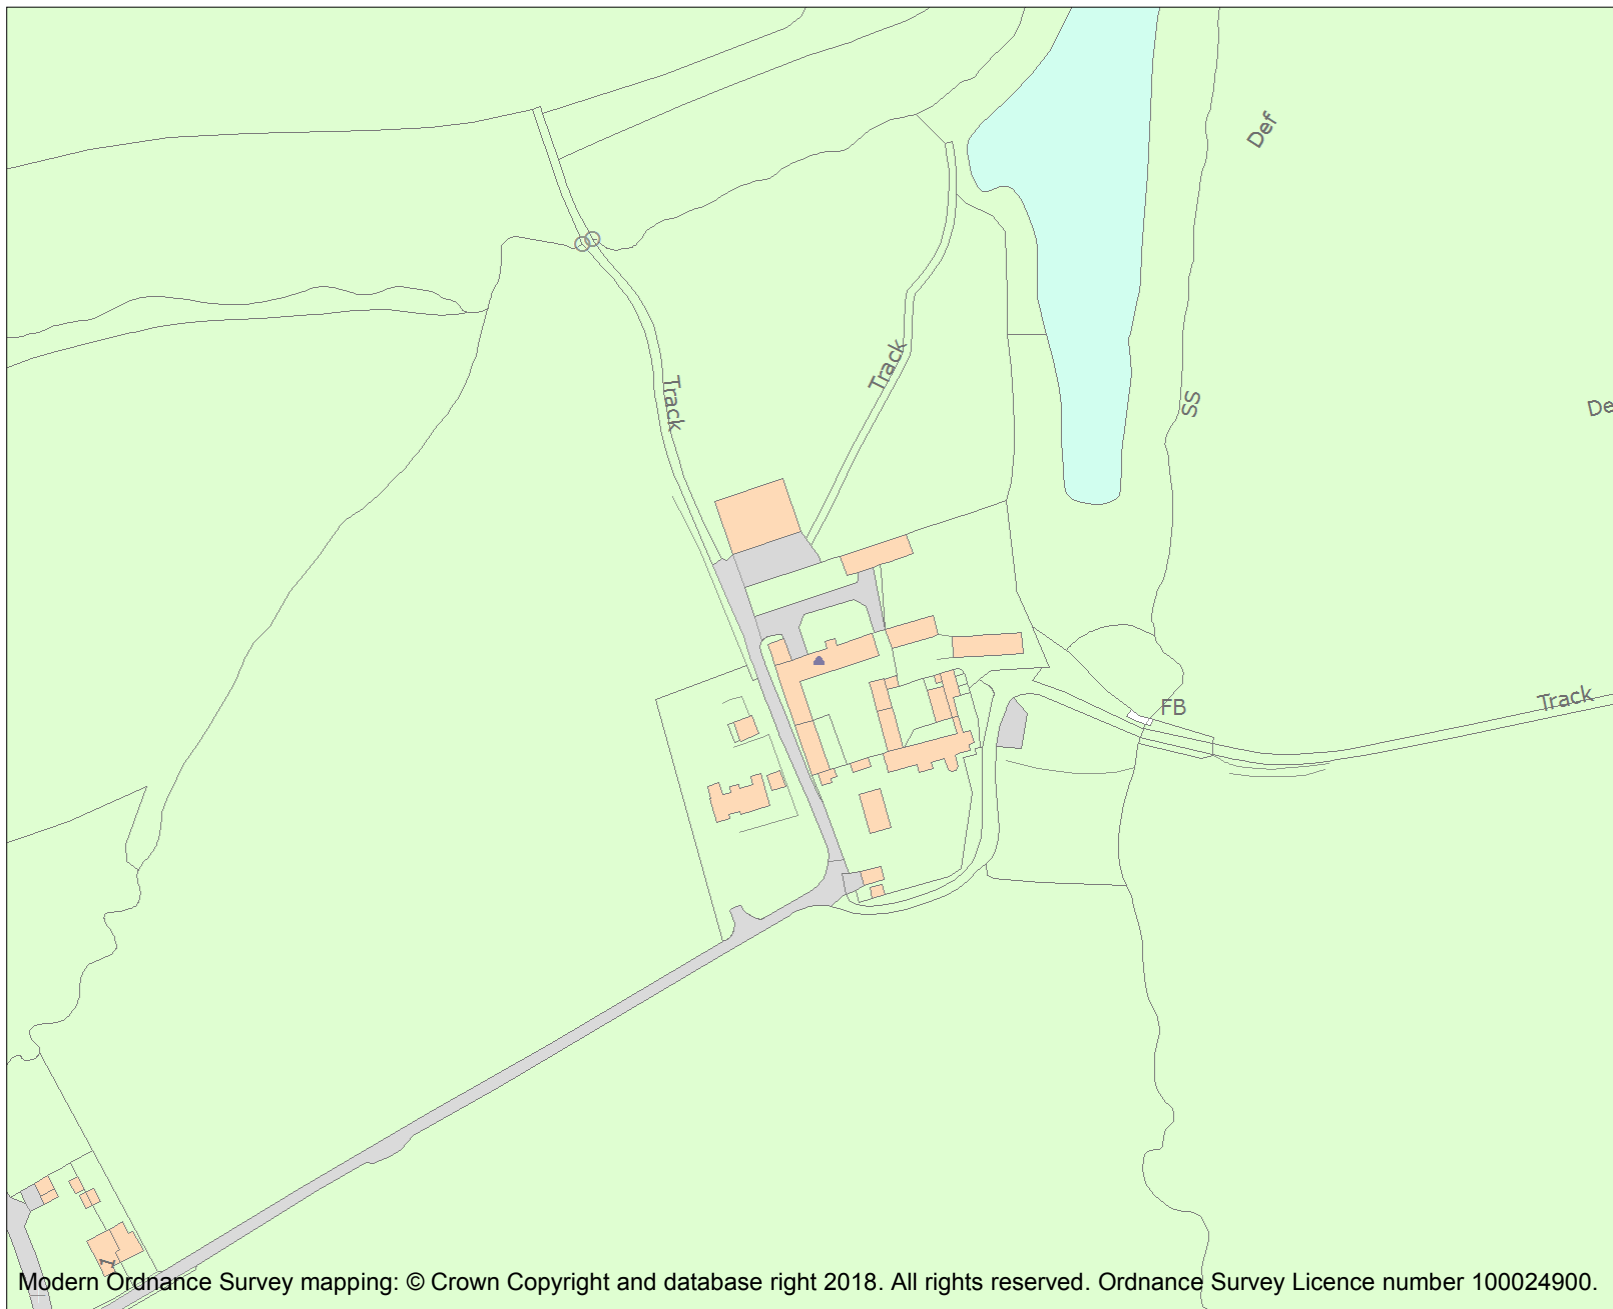 Def
Track
Track
SS
De
FB
Track
1
Modern Ordnance Survey mapping: © Crown Copyright and database right 2018. All rights reserved. Ordnance Survey Licence number 100024900.